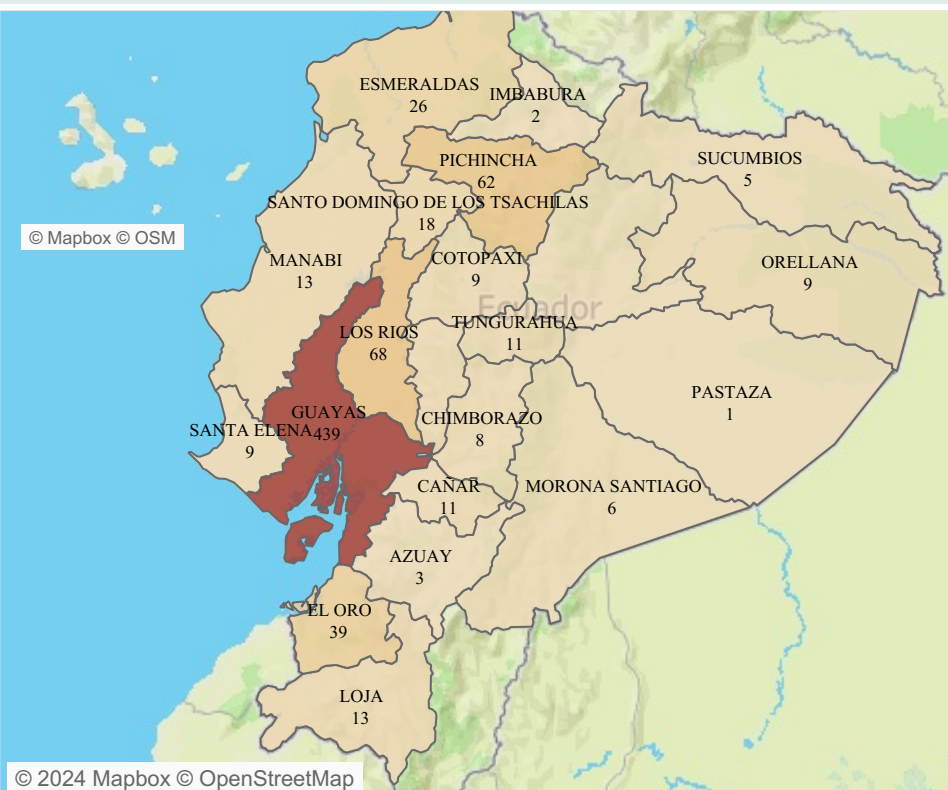 ESMERALDAS
26
IMBABURA
2
PICHINCHA
62
SUCUMBIOS
5
SANTO DOMINGO DE LOS TSACHILAS
18
© Mapbox © OSM
MANABI
13
COTOPAXI
9
ORELLANA
9
Ecuador
LOS RIOS
68
TUNGURAHUA
11
PASTAZA
1
GUAYAS
439
SANTA ELENA
9
CHIMBORAZO
8
CAÑAR
11
MORONA SANTIAGO
6
AZUAY
3
EL ORO
39
LOJA
13
© 2024 Mapbox © OpenStreetMap